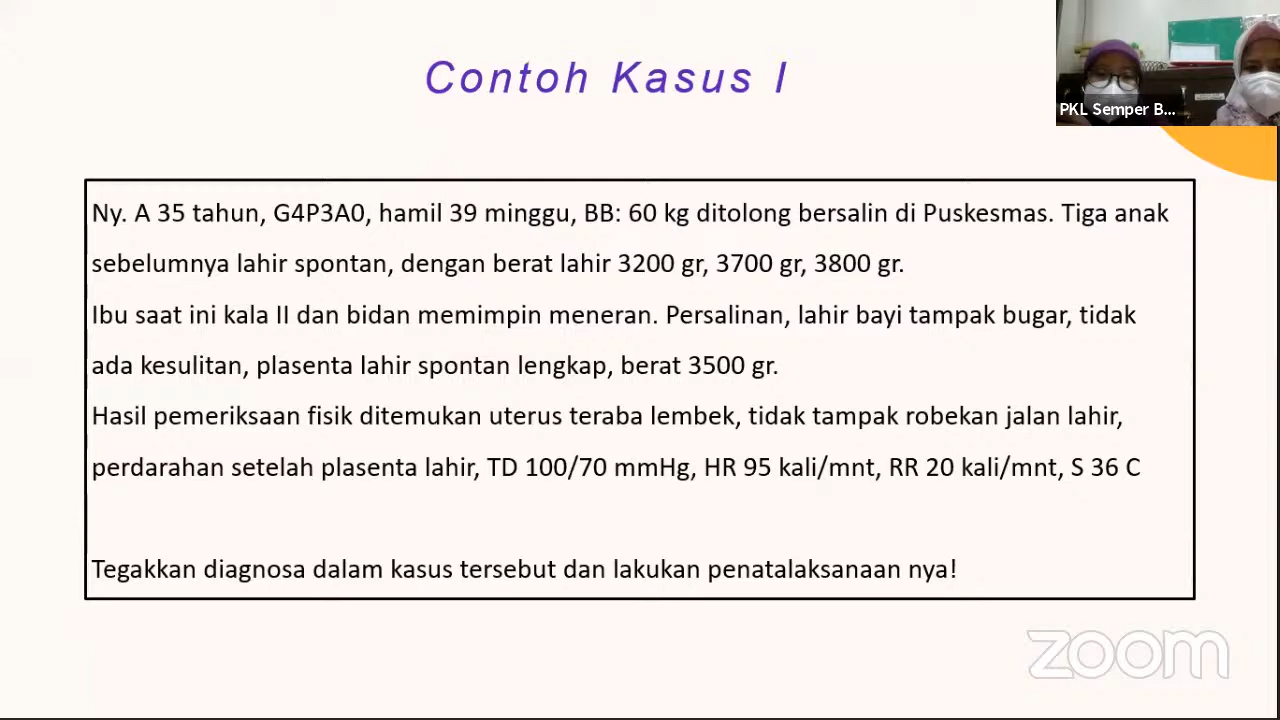 Contoh Kasus I
PKL Semper B...
Ny. A 35 tahun, G4P3A0, hamil 39 minggu, BB: 60 kg ditolong bersalin di Puskesmas. Tiga anak
sebelumnya lahir spontan, dengan berat lahir 3200 gr, 3700 gr, 3800 gr.
Ibu saat ini kala II dan bidan memimpin meneran. Persalinan, lahir bayi tampak bugar, tidak
ada kesulitan, plasenta lahir spontan lengkap, berat 3500 gr.
Hasil pemeriksaan fisik ditemukan uterus teraba lembek, tidak tampak robekan jalan lahir,
perdarahan setelah plasenta lahir, TD 100/70 mmHg, HR 95 kali/mnt, RR 20 kali/mnt, S 36 C
Tegakkan diagnosa dalam kasus tersebut dan lakukan penatalaksanaan nya!
zoom